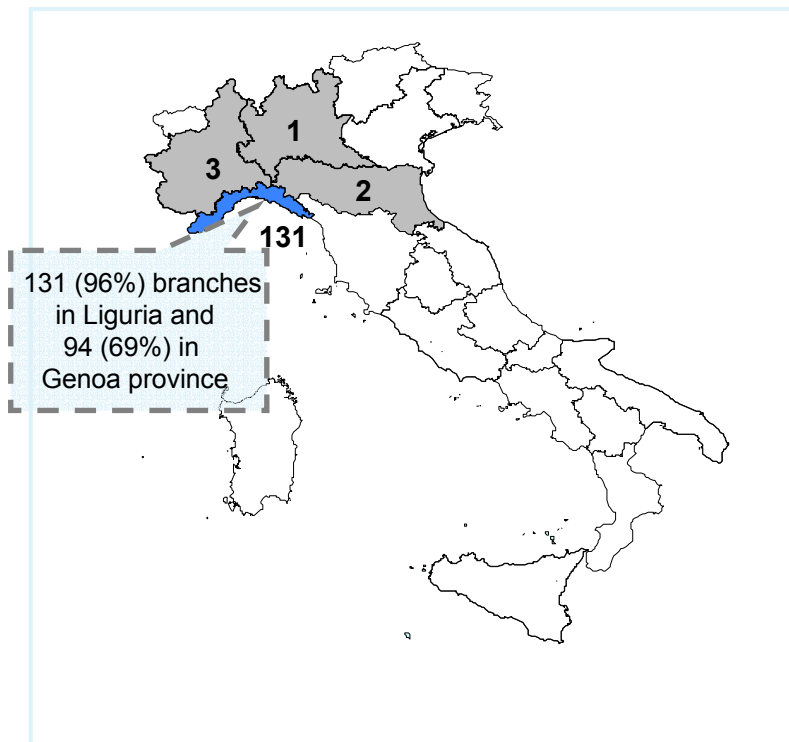 1
3
2
131
131 (96%) branches
in Liguria and
94 (69%) in
Genoa province